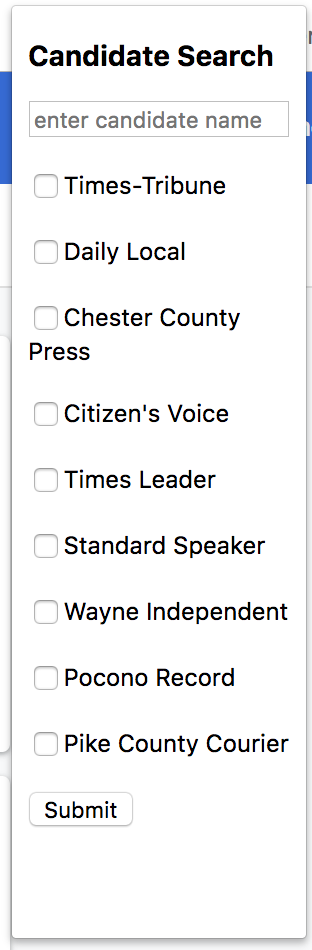 Candidate Search
enter candidate name
Times-Tribune
Daily Local
Chester County
Press
Citizen's Voice
Times Leader
Standard Speaker
Wayne Independent
Pocono Record
Pike County Courier
Submit